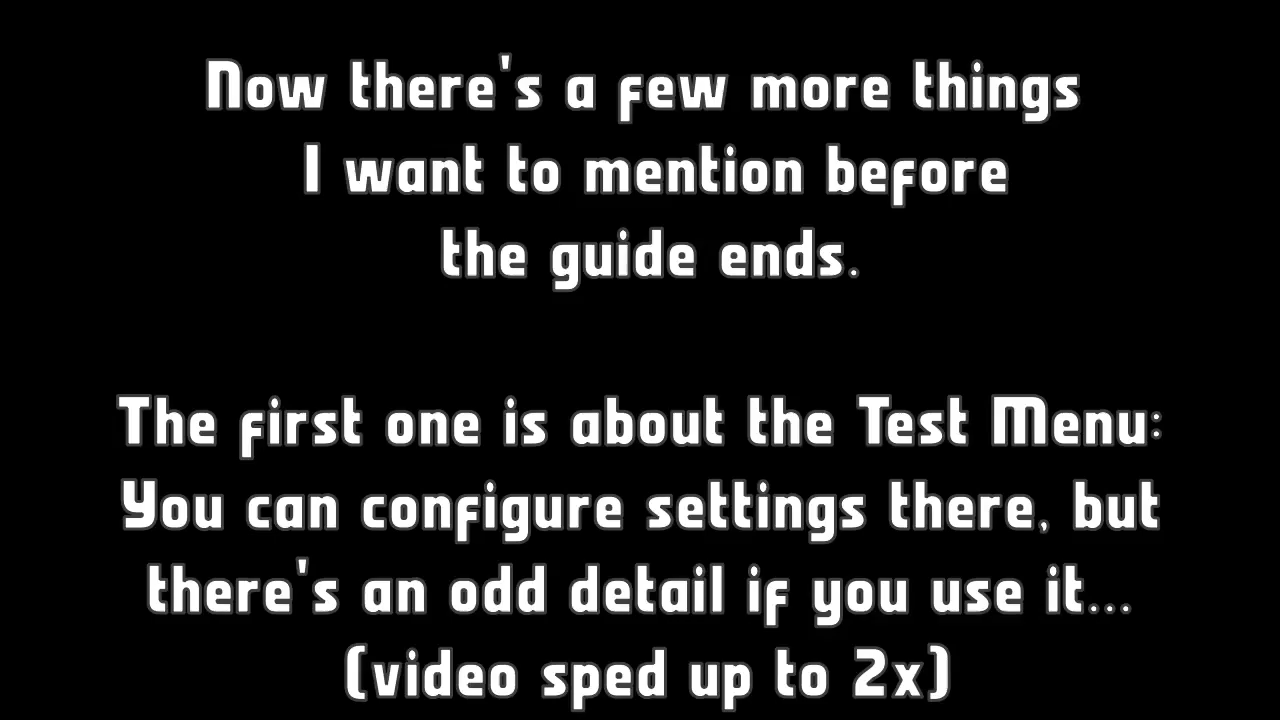 Now there's a few more things
I want to mention before
the guide ends.
The first one is about the Test Menu:
You can configure settings there, but
there's an odd detail if you use it...
(video sped up to 2x)